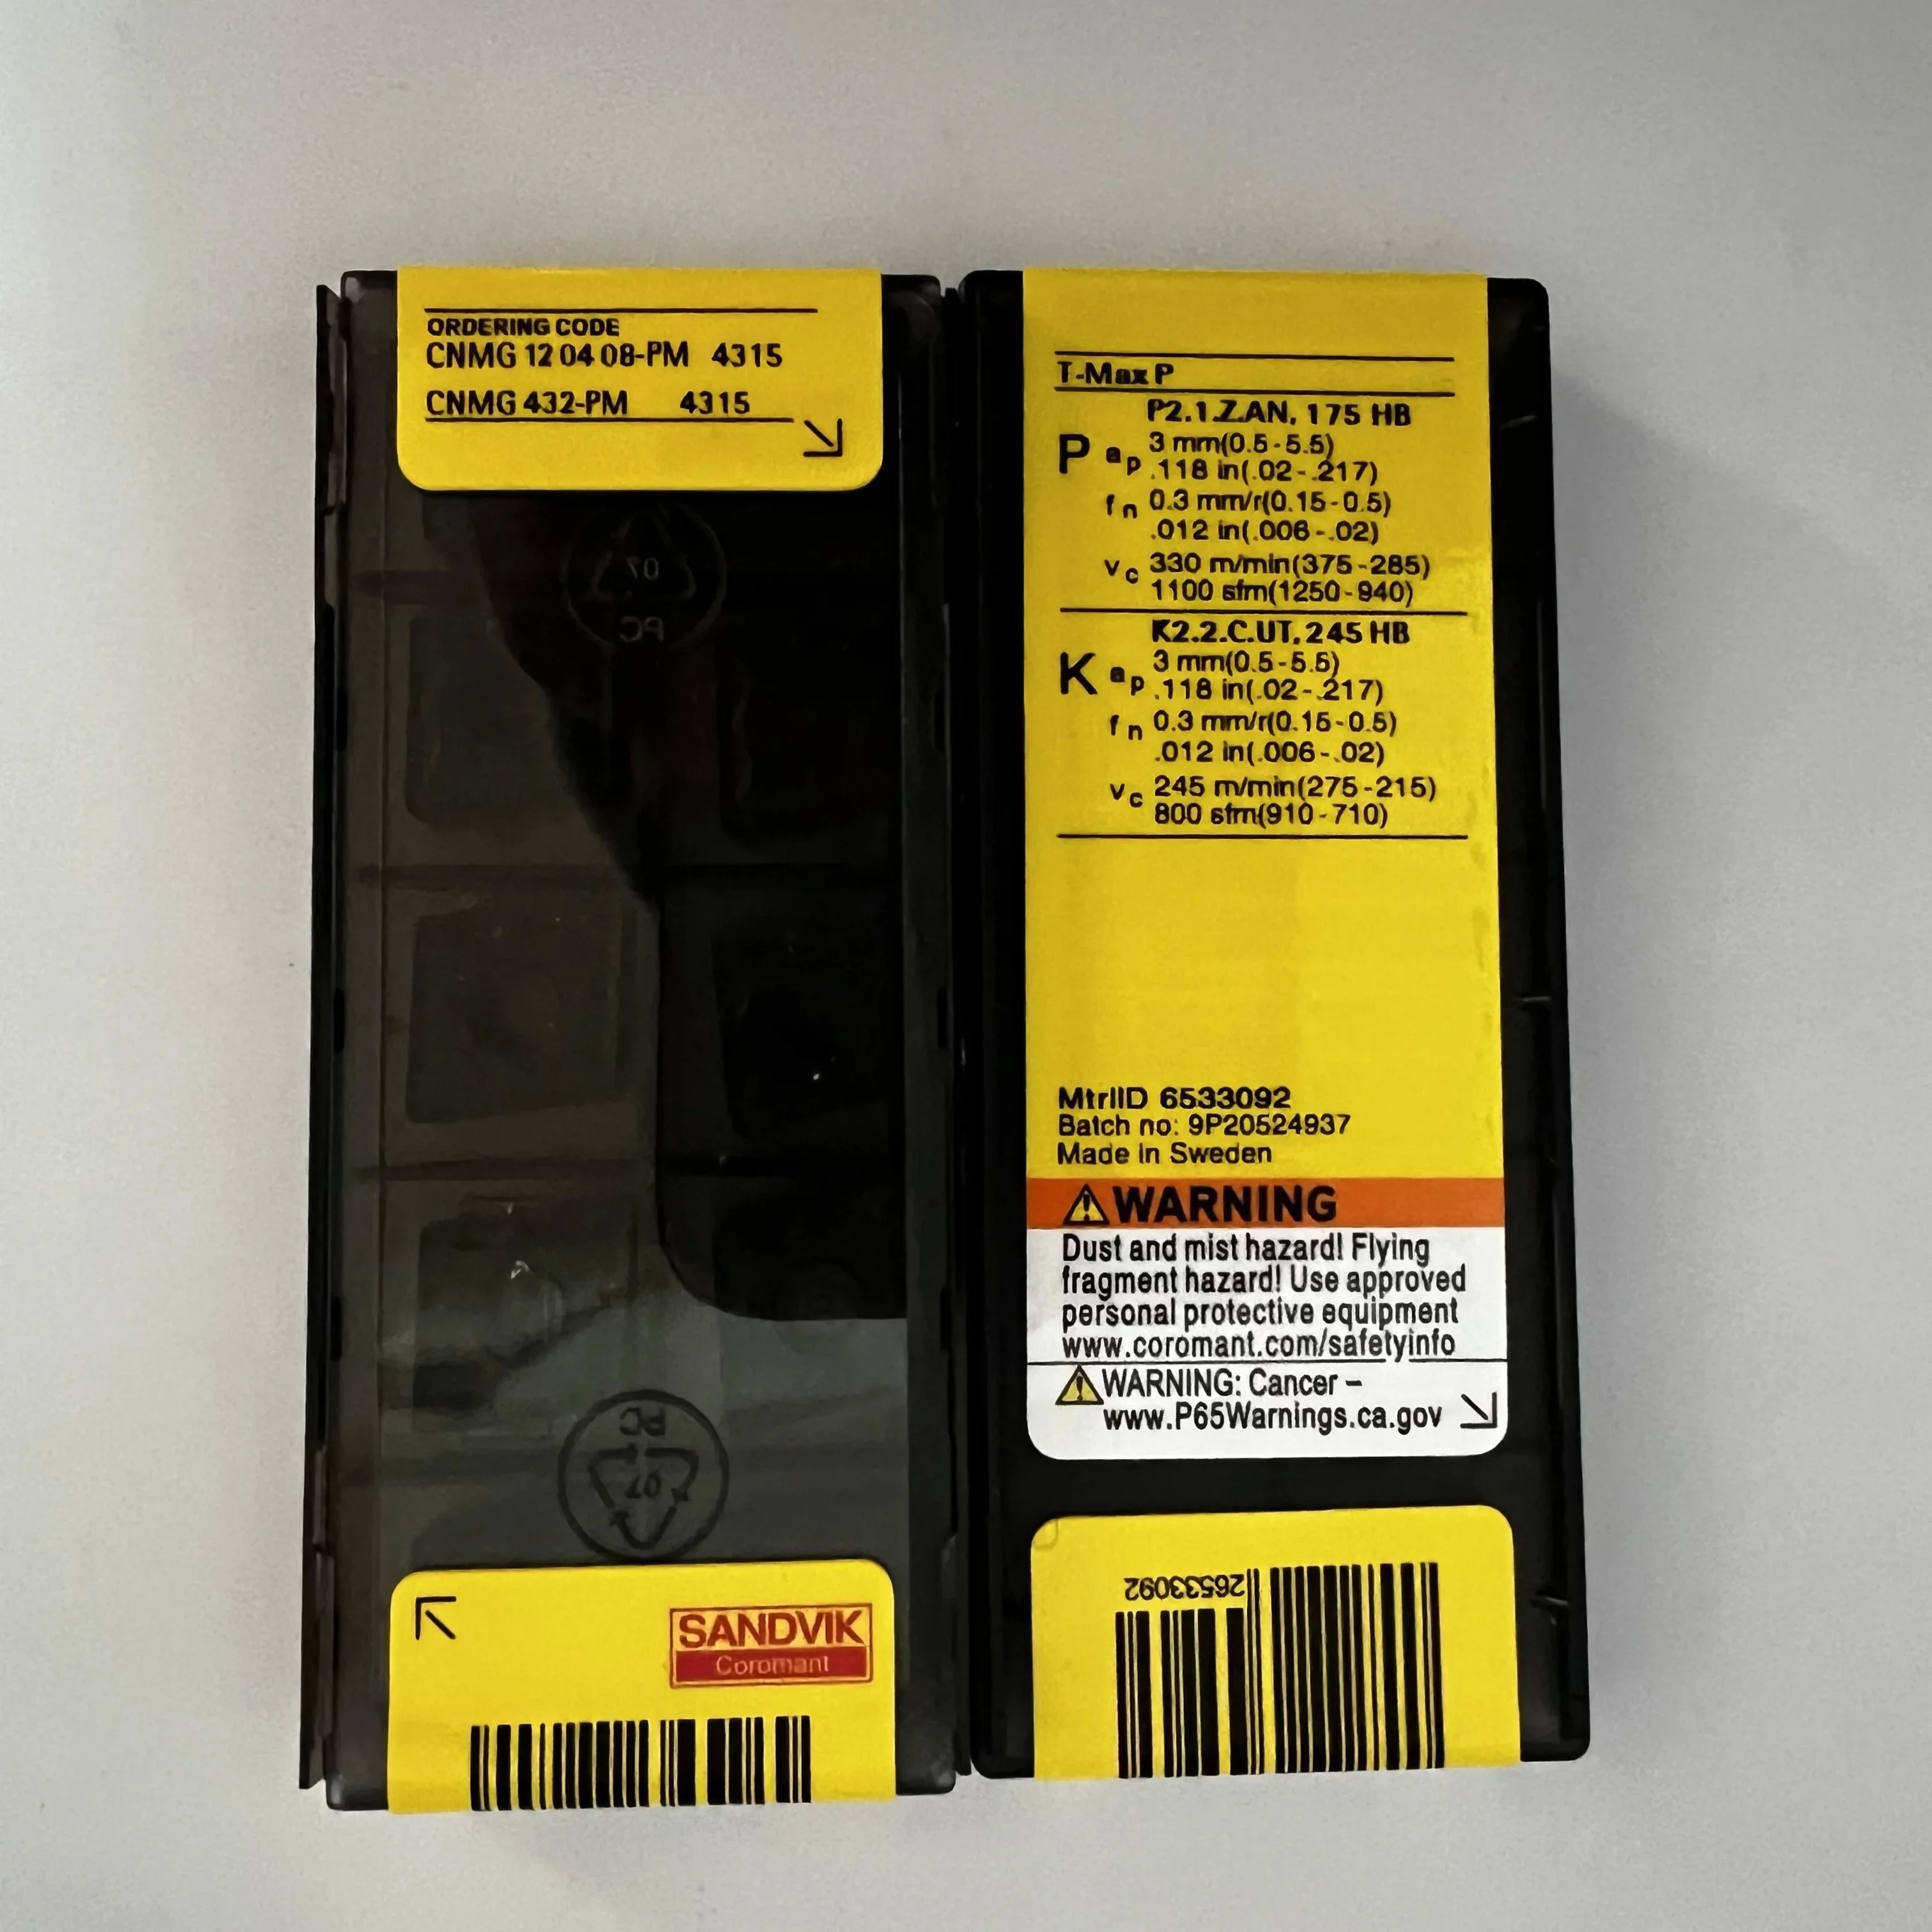 ORDERING CODE
CNMG 12 04 08-PM 4315
CNMG 432-PM 4315
07
PC
PC
07
SANDVIK
Coromant
T-Max P
P2.1.Z.AN, 175 HB
P ap 3 mm(0.5-5.5)
.118 in(.02-.217)
fn 0.3 mm/r(0.15-0.5)
.012 in(.006-.02)
vc 330 m/min(375-285)
1100 sfm(1250-940)
K2.2.C.UT, 245 HB
K ap 3 mm(0.5-5.5)
.118 in(.02-.217)
fn 0.3 mm/r(0.15-0.5)
.012 in(.006-.02)
vc 245 m/min(275-215)
800 sfm(910-710)
MtrlID 6533092
Batch no: 9P20524937
Made in Sweden
WARNING
Dust and mist hazard! Flying
fragment hazard! Use approved
personal protective equipment
www.coromant.com/safetyinfo
WARNING: Cancer –
www.P65Warnings.ca.gov
26533092